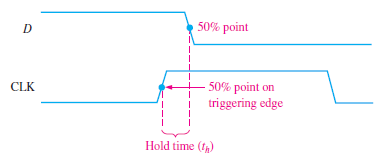 D
50% point
CLK
50% point on
triggering edge
Hold time (th)